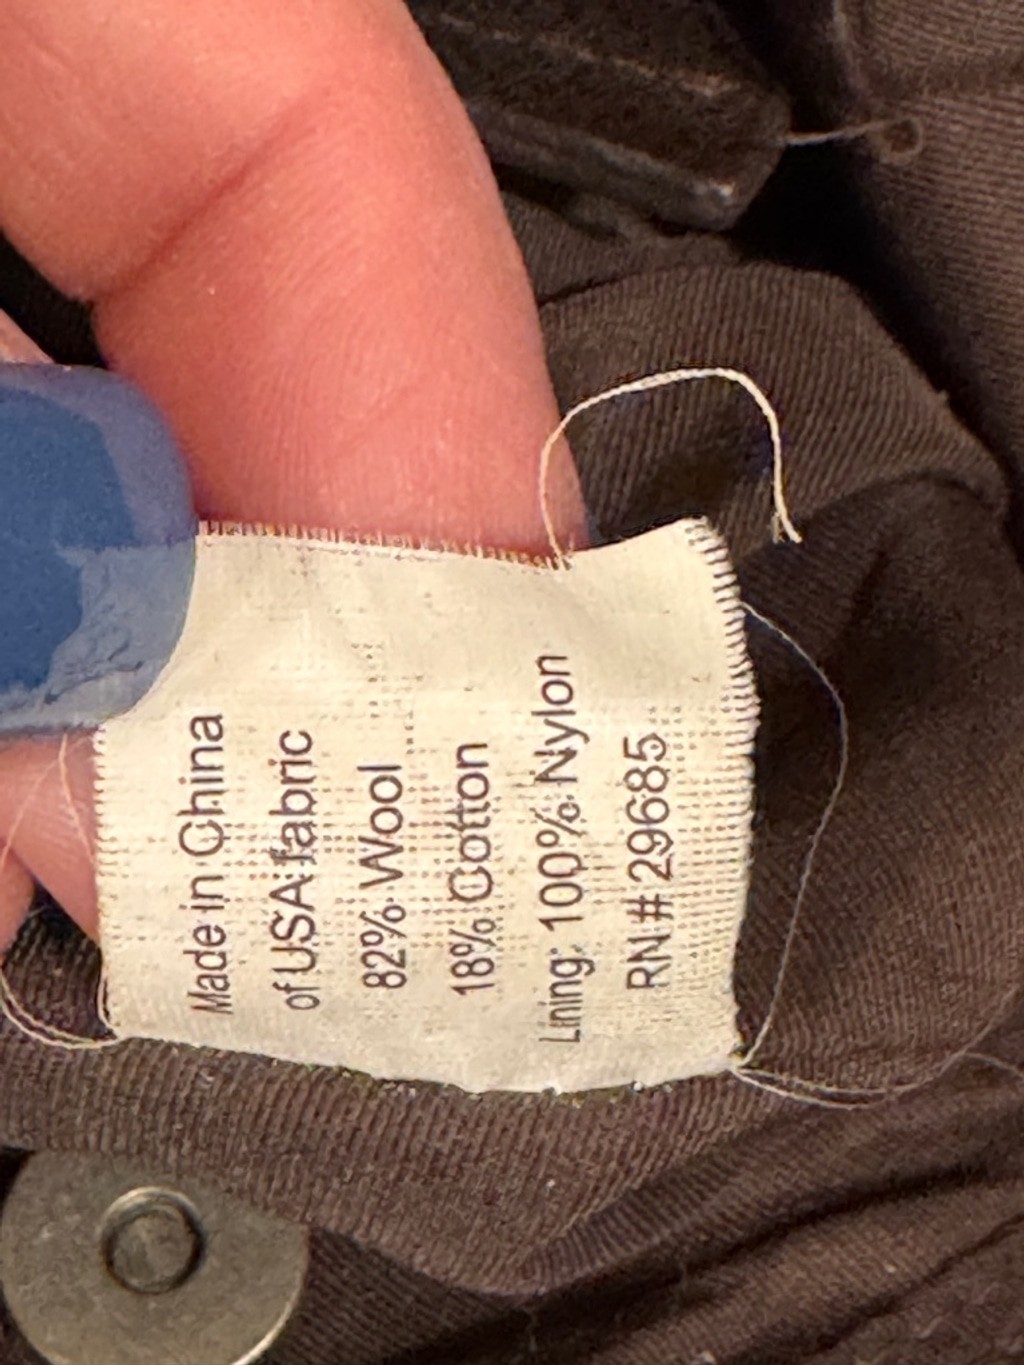 Made in China
of USA fabric
82% Wool
18% Cotton
Lining: 100% Nylon
RN# 29685